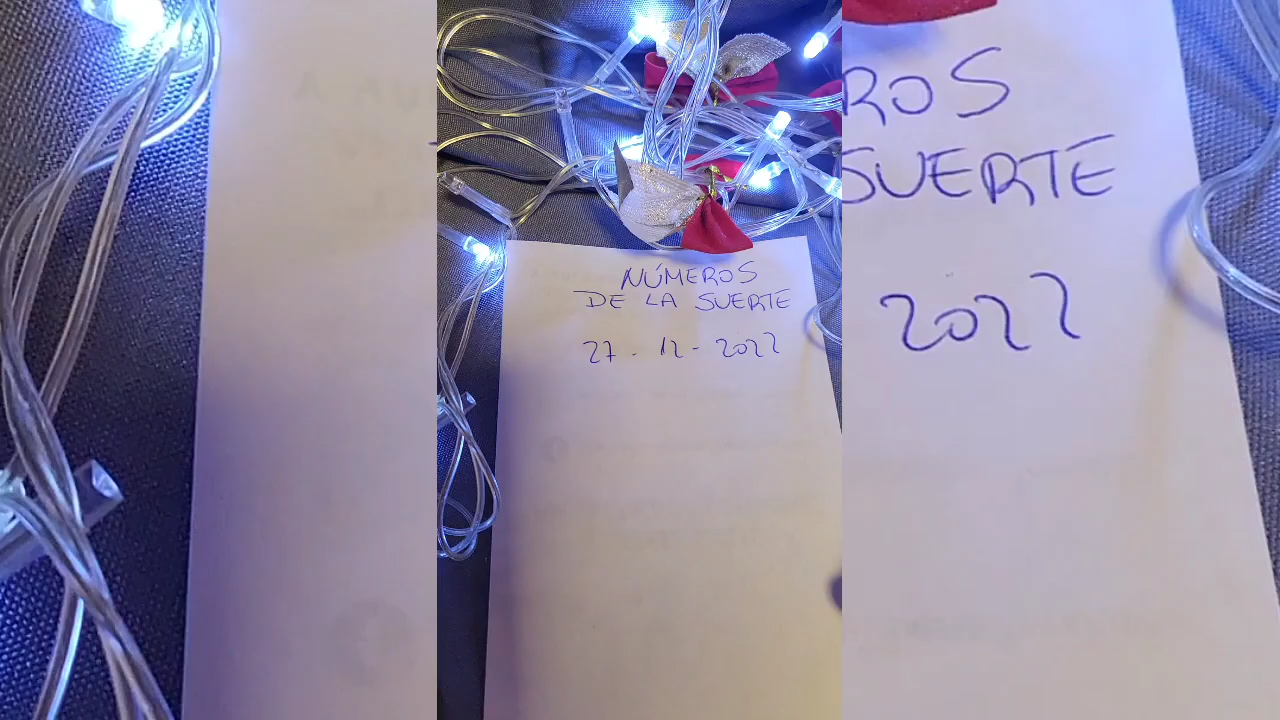 NÚMEROS
DE LA SUERTE
27 - 12 - 2022
ROS
SUERTE
2022